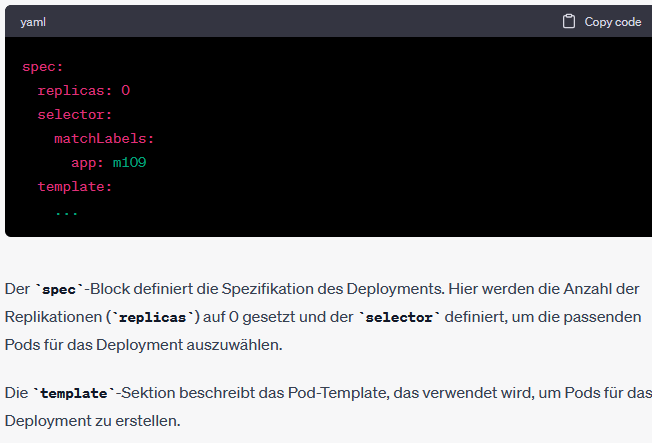 yaml
Copy code
spec:
  replicas: 0
  selector:
    matchLabels:
      app: m109
  template:
    ...
Der `spec`-Block definiert die Spezifikation des Deployments. Hier werden die Anzahl der
Replikationen (`replicas`) auf 0 gesetzt und der `selector` definiert, um die passenden
Pods für das Deployment auszuwählen.
Die `template`-Sektion beschreibt das Pod-Template, das verwendet wird, um Pods für das
Deployment zu erstellen.